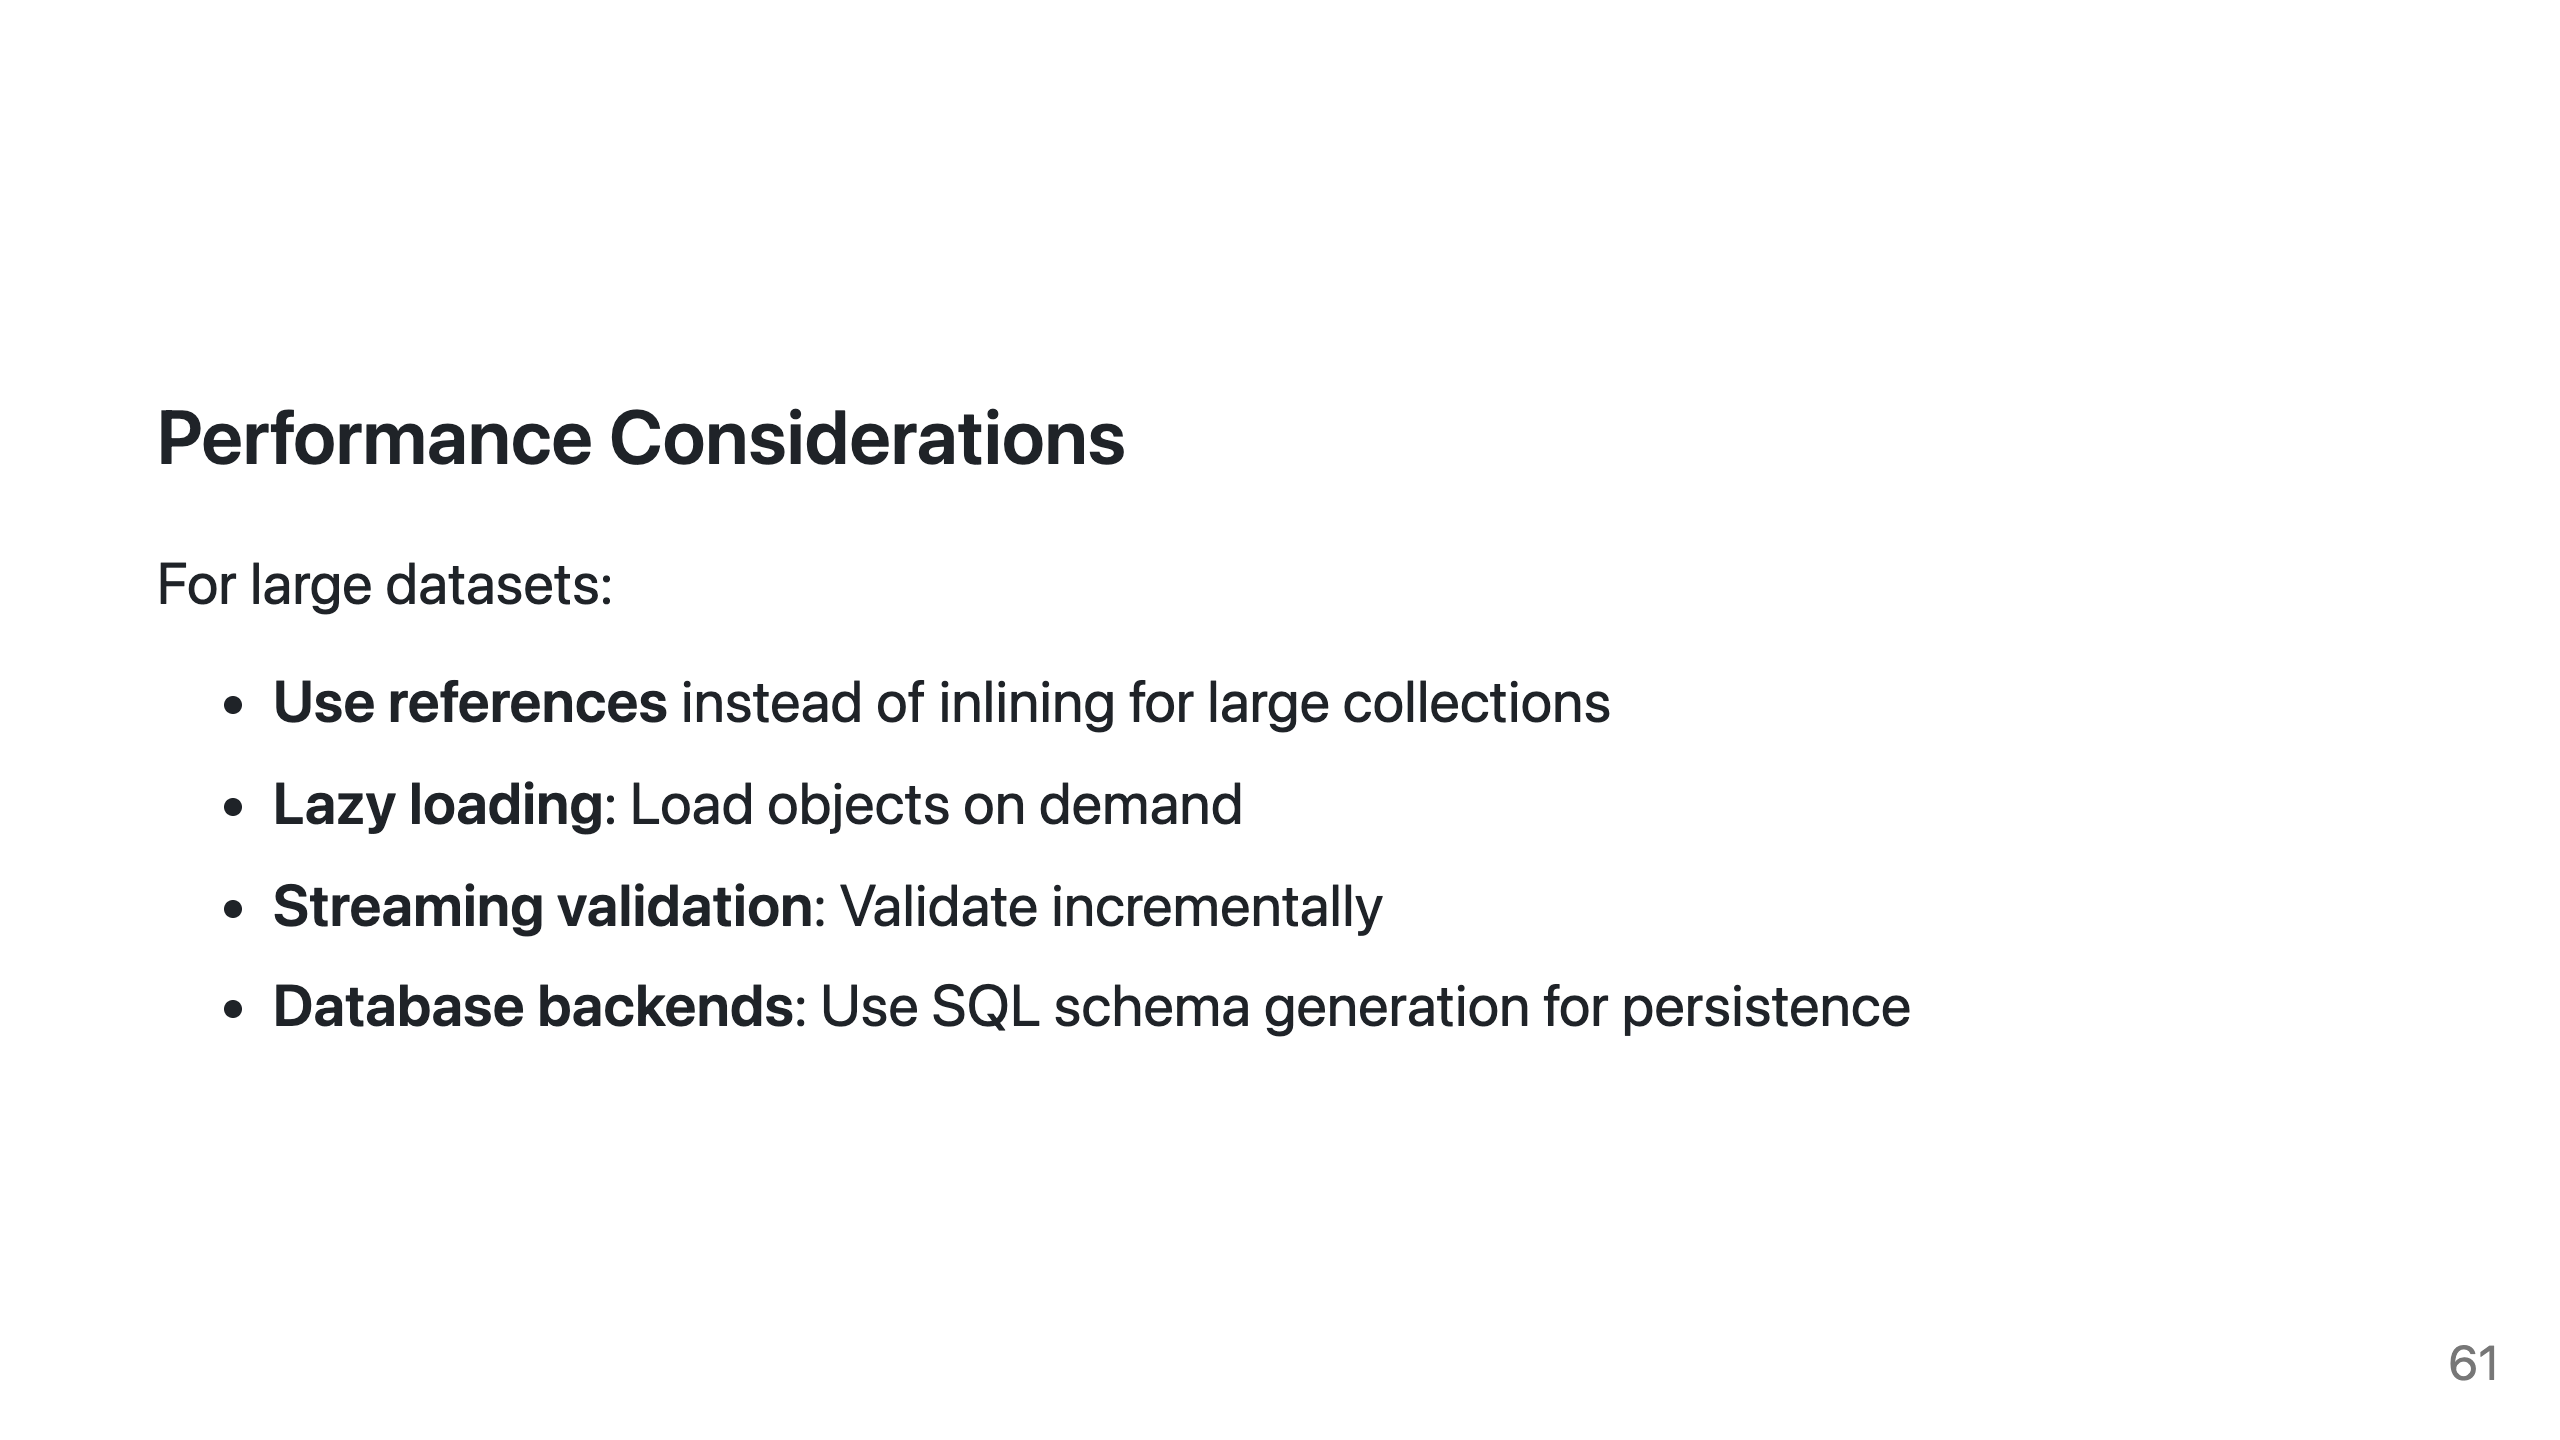 Performance Considerations
For large datasets:
• Use references instead of inlining for large collections
• Lazy loading: Load objects on demand
• Streaming validation: Validate incrementally
• Database backends: Use SQL schema generation for persistence
61